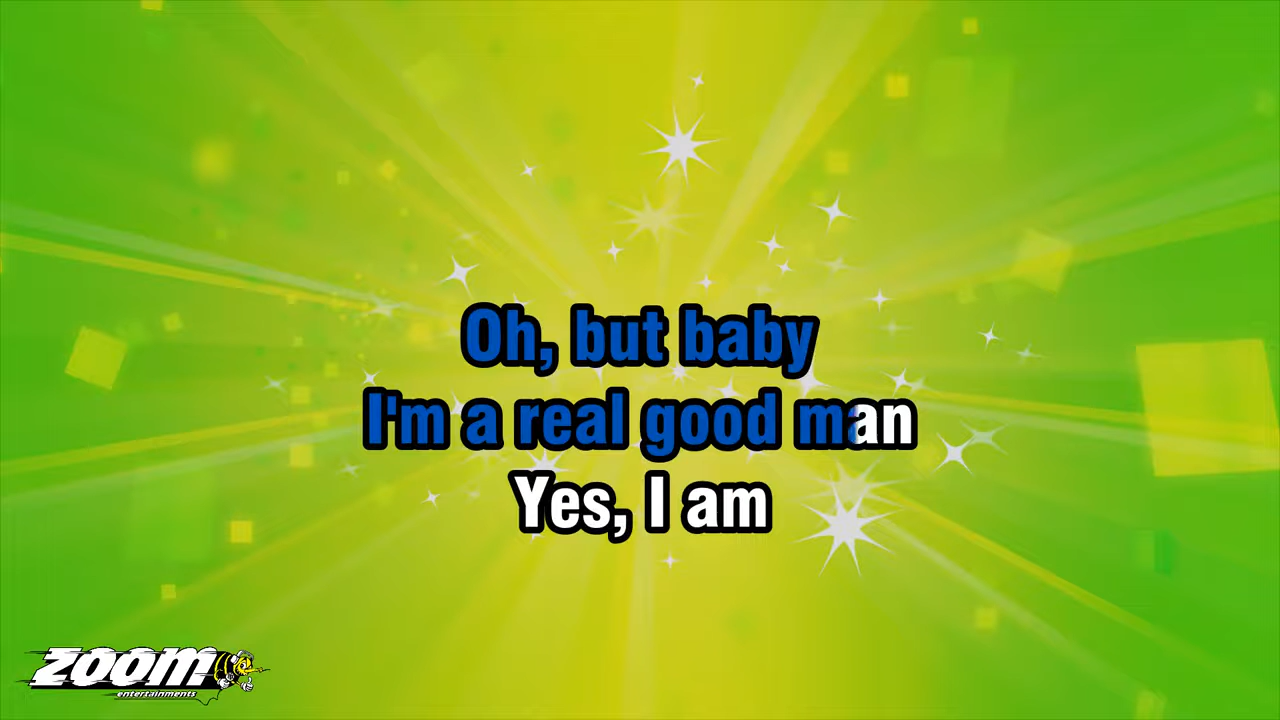 Oh, but baby
I'm a real good man
Yes, I am
ZOOM
entertainments